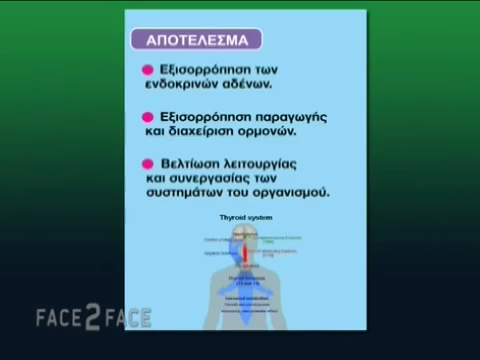 ΑΠΟΤΕΛΕΣΜΑ
Εξισορρόπηση των
ενδοκρινών αδένων.
Εξισορρόπηση παραγωγής
και διαχείριση ορμονών.
Βελτίωση λειτουργίας
και συνεργασίας των
συστημάτων του οργανισμού.
Thyroid system
FACE2FACE